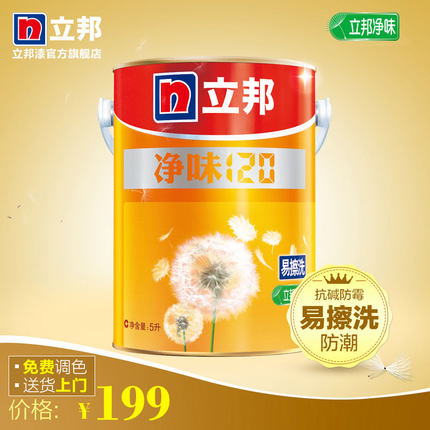 n 立邦
立邦漆官方旗舰店
立邦净味
n 立邦
净味120
易擦洗
立邦
净含量:5升
抗碱防霉
易擦洗
防潮
免费调色
送货上门
价格: ¥199